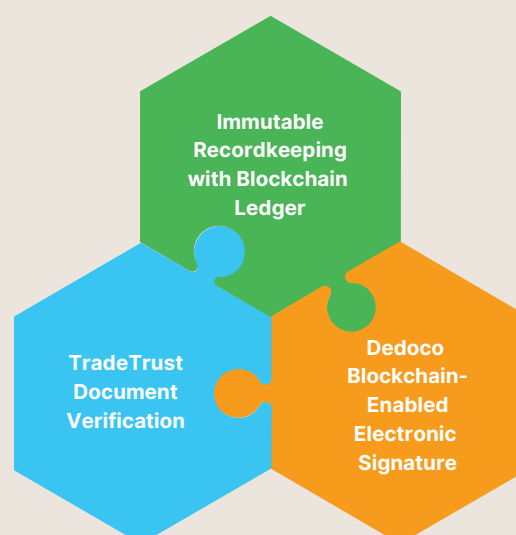 Immutable
Recordkeeping
with Blockchain
Ledger
TradeTrust
Document
Verification
Dedoco
Blockchain-
Enabled
Electronic
Signature